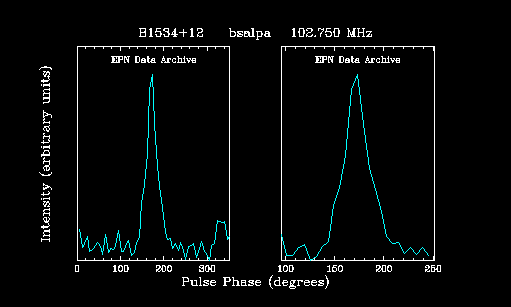 B1534+12 bsalpa 102.750 MHz
EPN Data Archive EPN Data Archive
Intensity (arbitrary units)
0 100 200 300 100 150 200 250
Pulse Phase (degrees)